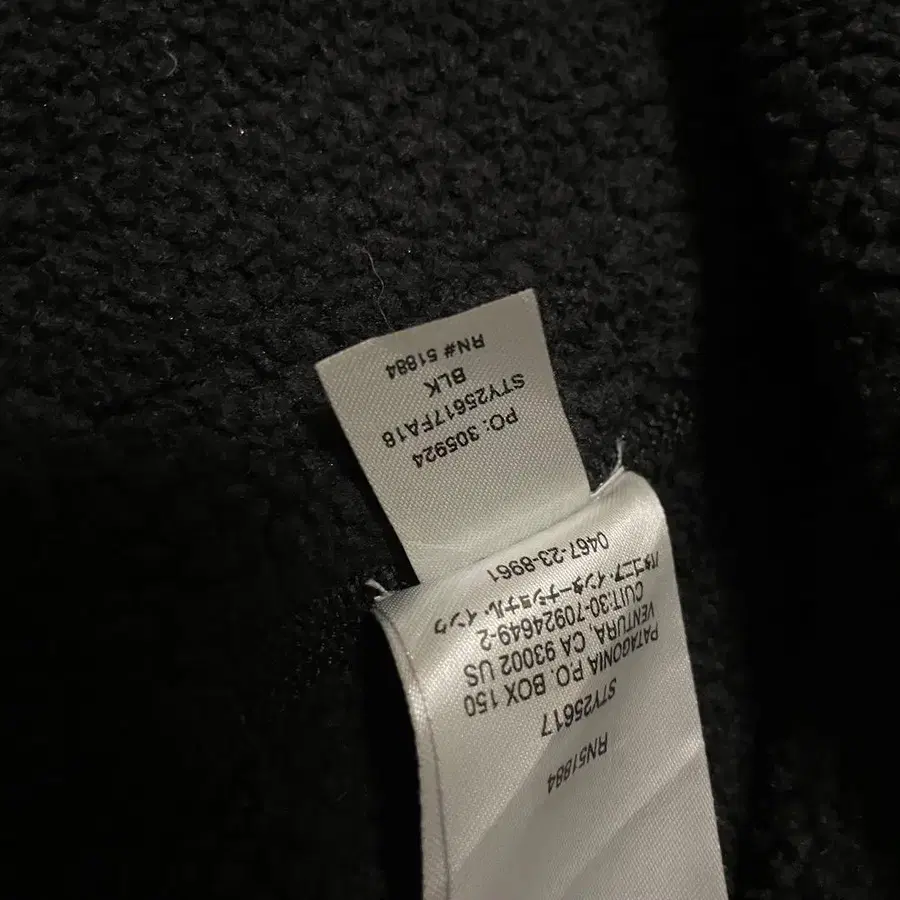 RN51884
STY25617
PATAGONIA P.O. BOX 150
VENTURA, CA 93002 US
CUIT:30-70924649-2
パタゴニア・インターナショナル・インク
0467-23-8961
PO: 305924
STY25617FA18
BLK
RN# 51884